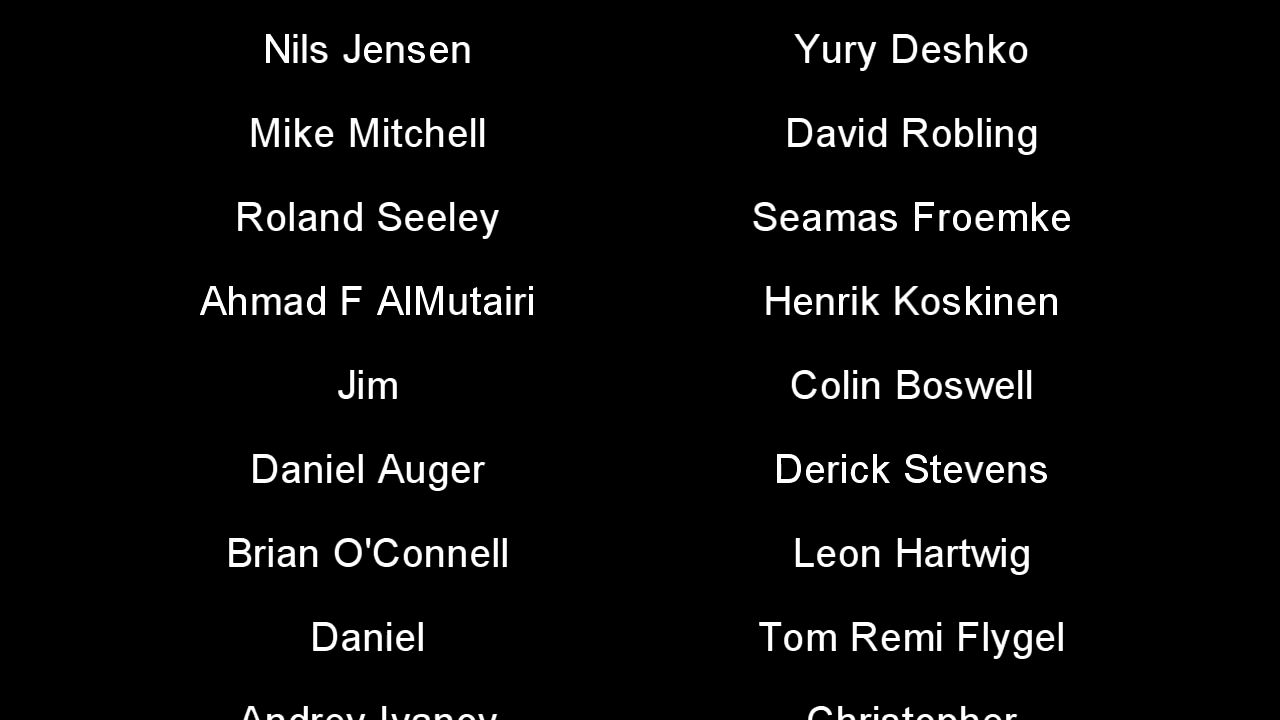 Nils Jensen
Yury Deshko
Mike Mitchell
David Robling
Roland Seeley
Seamas Froemke
Ahmad F AlMutairi
Henrik Koskinen
Jim
Colin Boswell
Daniel Auger
Derick Stevens
Brian O'Connell
Leon Hartwig
Daniel
Tom Remi Flygel
Christopher